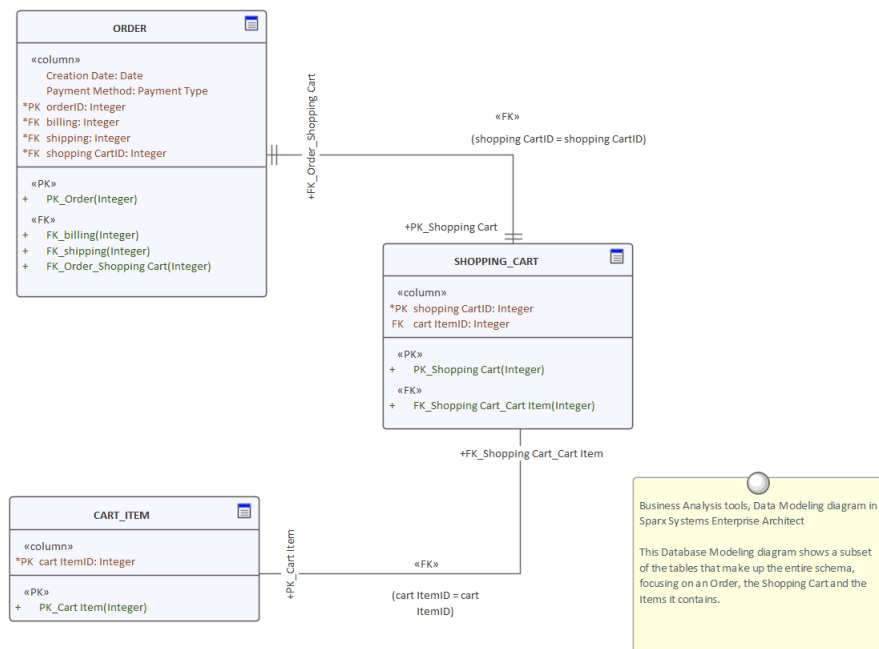 ORDER
«column»
Creation Date: Date
Payment Method: Payment Type
*PK orderID: Integer
*FK billing: Integer
*FK shipping: Integer
*FK shopping CartID: Integer
«PK»
+ PK_Order(Integer)
«FK»
+ FK_billing(Integer)
+ FK_shipping(Integer)
+ FK_Order_Shopping Cart(Integer)
+FK_Order_Shopping Cart
«FK»
(shopping CartID = shopping CartID)
+PK_Shopping Cart
SHOPPING_CART
«column»
*PK shopping CartID: Integer
FK cart ItemID: Integer
«PK»
+ PK_Shopping Cart(Integer)
«FK»
+ FK_Shopping Cart_Cart Item(Integer)
+FK_Shopping Cart_Cart Item
CART_ITEM
«column»
*PK cart ItemID: Integer
«PK»
+ PK_Cart Item(Integer)
+PK_Cart Item
«FK»
(cart ItemID = cart
ItemID)
Business Analysis tools, Data Modeling diagram in
Sparx Systems Enterprise Architect
This Database Modeling diagram shows a subset
of the tables that make up the entire schema,
focusing on an Order, the Shopping Cart and the
Items it contains.